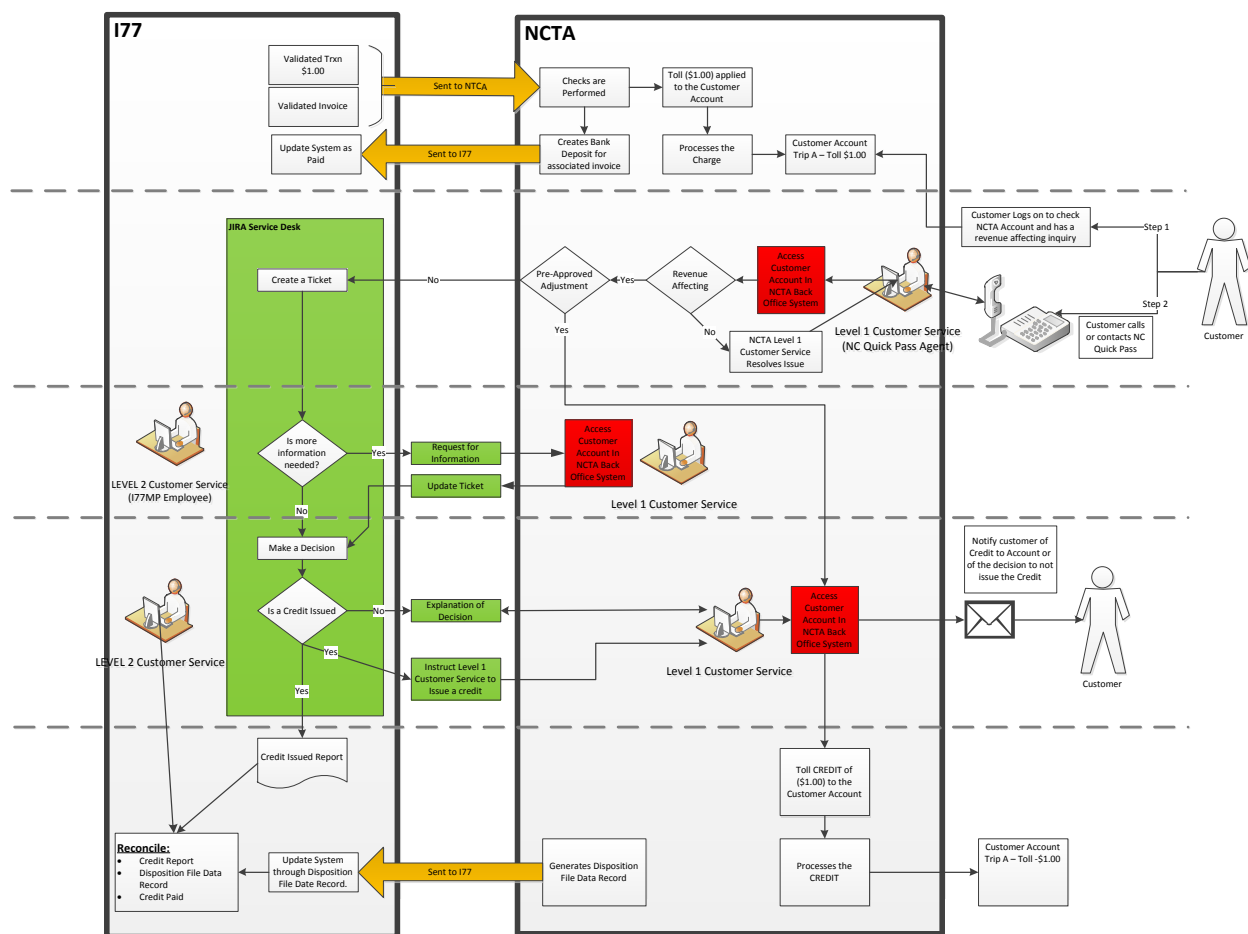 I77
NCTA
Validated Trxn
$1.00
Validated Invoice
Sent to NTCA
Checks are
Performed
Toll ($1.00) applied
to the Customer
Account
Update System as
Paid
Sent to I77
Creates Bank
Deposit for
associated invoice
Processes the
Charge
Customer Account
Trip A – Toll $1.00
JIRA Service Desk
Create a Ticket
No
Pre-Approved
Adjustment
Yes
Revenue
Affecting
Access
Customer
Account In
NCTA Back
Office System
Customer Logs on to check
NCTA Account and has a
revenue affecting inquiry
Step 1
Step 2
Yes
No
NCTA Level 1
Customer Service
Resolves Issue
Level 1 Customer Service
(NC Quick Pass Agent)
Customer calls
or contacts NC
Quick Pass
Customer
LEVEL 2 Customer Service
(I77MP Employee)
Is more
information
needed?
Yes
Request for
Information
Access
Customer
Account In
NCTA Back
Office System
Update Ticket
Level 1 Customer Service
No
Make a Decision
Notify customer of
Credit to Account or
of the decision to not
issue the Credit
Is a Credit Issued
No
Explanation of
Decision
Access
Customer
Account In
NCTA Back
Office System
LEVEL 2 Customer Service
Yes
Instruct Level 1
Customer Service to
Issue a credit
Level 1 Customer Service
Customer
Yes
Credit Issued Report
Toll CREDIT of
($1.00) to the
Customer Account
Reconcile:
• Credit Report
• Disposition File Data
Record
• Credit Paid
Update System
through Disposition
File Date Record.
Sent to I77
Generates Disposition
File Data Record
Processes the
CREDIT
Customer Account
Trip A – Toll -$1.00